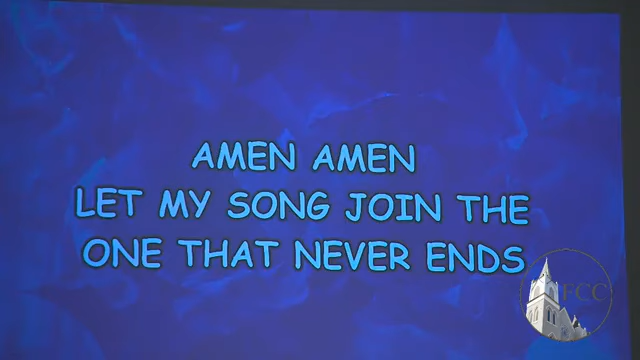 AMEN AMEN
LET MY SONG JOIN THE
ONE THAT NEVER ENDS
FCC